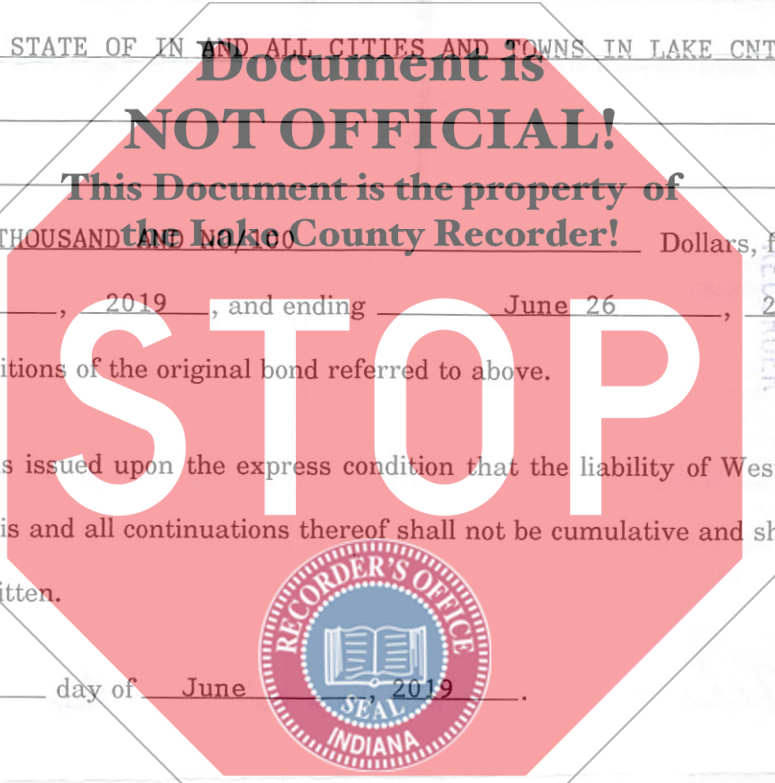 STATE OF IN AND ALL CITIES AND TOWNS IN LAKE CNT
Document is
NOT OFFICIAL!
This Document is the property of
the Lake County Recorder!
THOUSAND AND NO/100 Dollars, f
, 2019 , and ending June 26 , 2
STOP
itions of the original bond referred to above.
s issued upon the express condition that the liability of Wes
is and all continuations thereof shall not be cumulative and sh
itten.
RECORDER'S OFFICE
day of June , 2019 .
SEAL
INDIANA